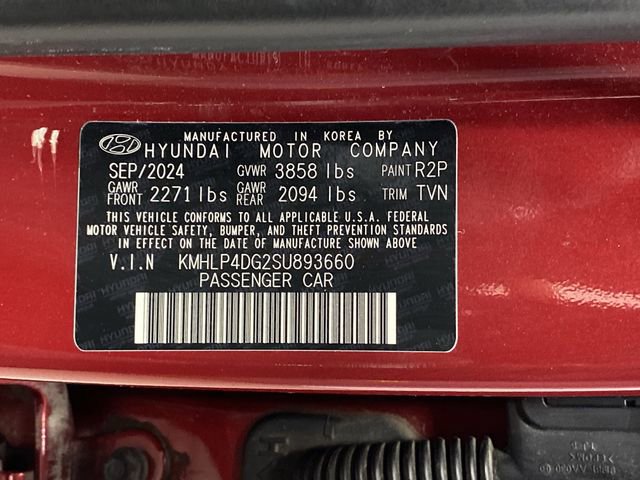 MANUFACTURED IN KOREA BY
HYUNDAI MOTOR COMPANY
SEP/2024 GVWR 3858 lbs PAINT R2P
GAWR FRONT 2271 lbs GAWR REAR 2094 lbs TRIM TVN
THIS VEHICLE CONFORMS TO ALL APPLICABLE U.S.A. FEDERAL
MOTOR VEHICLE SAFETY, BUMPER, AND THEFT PREVENTION STANDARDS
IN EFFECT ON THE DATE OF MANUFACTURE SHOWN ABOVE
V.I.N KMHLP4DG2SU893660
PASSENGER CAR